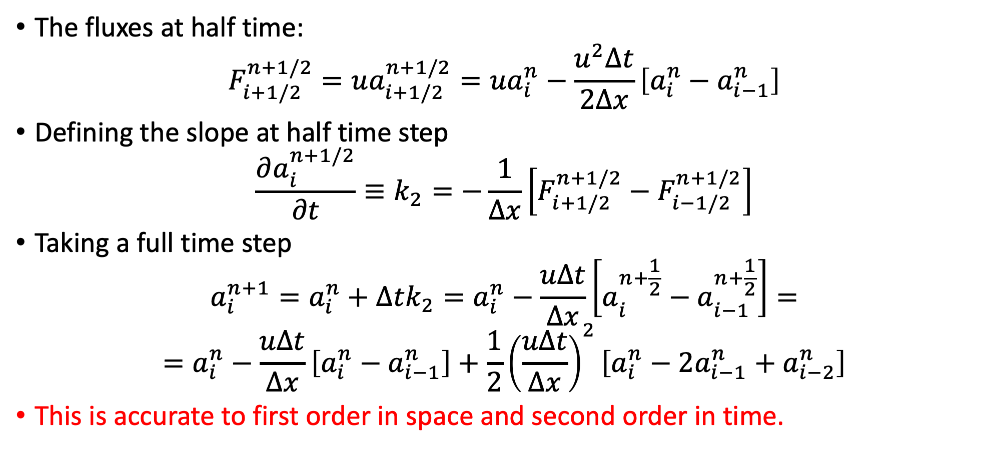 • The fluxes at half time:
$F_{i+1/2}^{n+1/2} = ua_{i+1/2}^{n+1/2} = ua_i^n - \frac{u^2 \Delta t}{2\Delta x}[a_i^n - a_{i-1}^n]$
• Defining the slope at half time step
$\frac{\partial a_i^{n+1/2}}{\partial t} \equiv k_2 = -\frac{1}{\Delta x}\left[F_{i+1/2}^{n+1/2} - F_{i-1/2}^{n+1/2}\right]$
• Taking a full time step
$a_i^{n+1} = a_i^n + \Delta t k_2 = a_i^n - \frac{u\Delta t}{\Delta x}\left[a_i^{n+\frac{1}{2}} - a_{i-1}^{n+\frac{1}{2}}\right] =$
$= a_i^n - \frac{u\Delta t}{\Delta x}[a_i^n - a_{i-1}^n] + \frac{1}{2}\left(\frac{u\Delta t}{\Delta x}\right)^2 [a_i^n - 2a_{i-1}^n + a_{i-2}^n]$
• This is accurate to first order in space and second order in time.